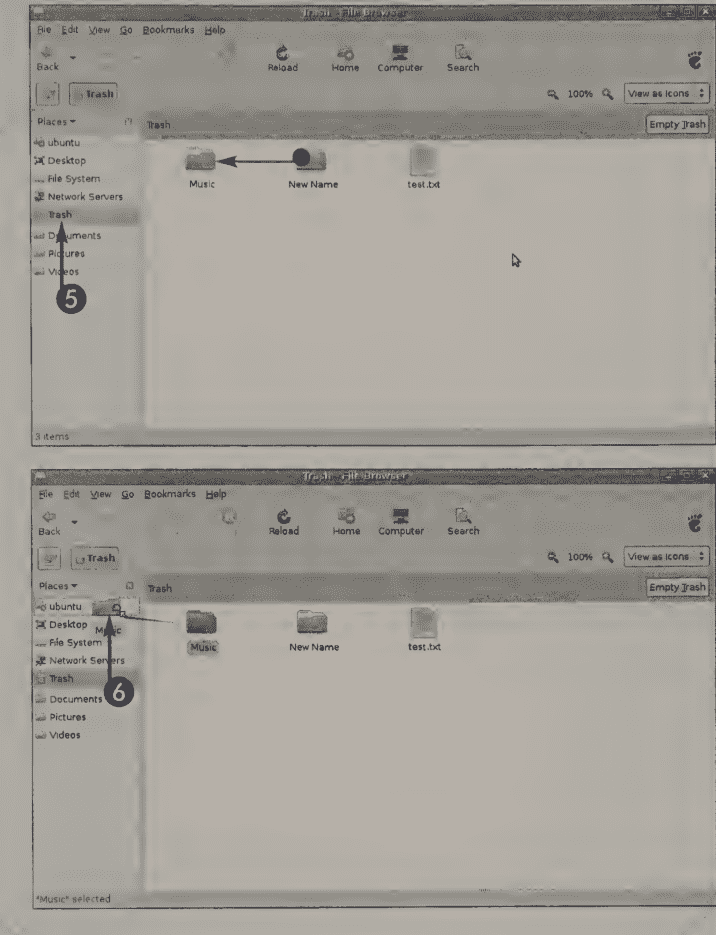 Trash - File Browser
File Edit View Go Bookmarks Help
Back Reload Home Computer Search
Trash 100% View as Icons
Places Trash Empty Trash
ubuntu
Desktop
Music New Name test.txt
File System
Network Servers
Trash
Documents
Pictures
Videos
5
3 items
Trash - File Browser
File Edit View Go Bookmarks Help
Back Reload Home Computer Search
Trash 100% View as Icons
Places Trash Empty Trash
ubuntu
Desktop Music
File System
Music New Name test.txt
Network Servers
Trash
6
Documents
Pictures
Videos
"Music" selected